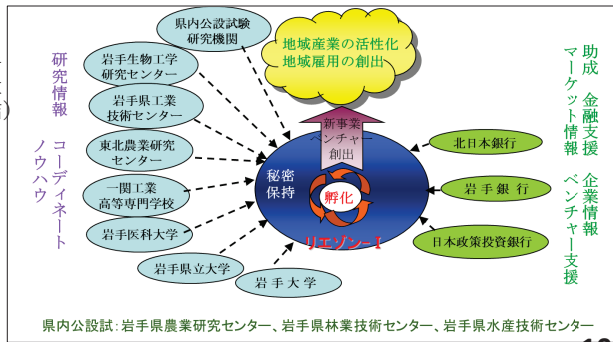 県内公設試験
研究機関
地域産業の活性化
地域雇用の創出
岩手生物工学
研究センター
岩手県工業
技術センター
東北農業研究
センター
一関工業
高等専門学校
岩手医科大学
岩手県立大学
岩手大学
研究情報
コーディネート
ノウハウ
新事業
ベンチャー
創出
秘密
保持
孵化
リエゾン-I
北日本銀行
岩手銀行
日本政策投資銀行
助成 金融支援
マーケット情報
企業情報
ベンチャー支援
県内公設試:岩手県農業研究センター、岩手県林業技術センター、岩手県水産技術センター